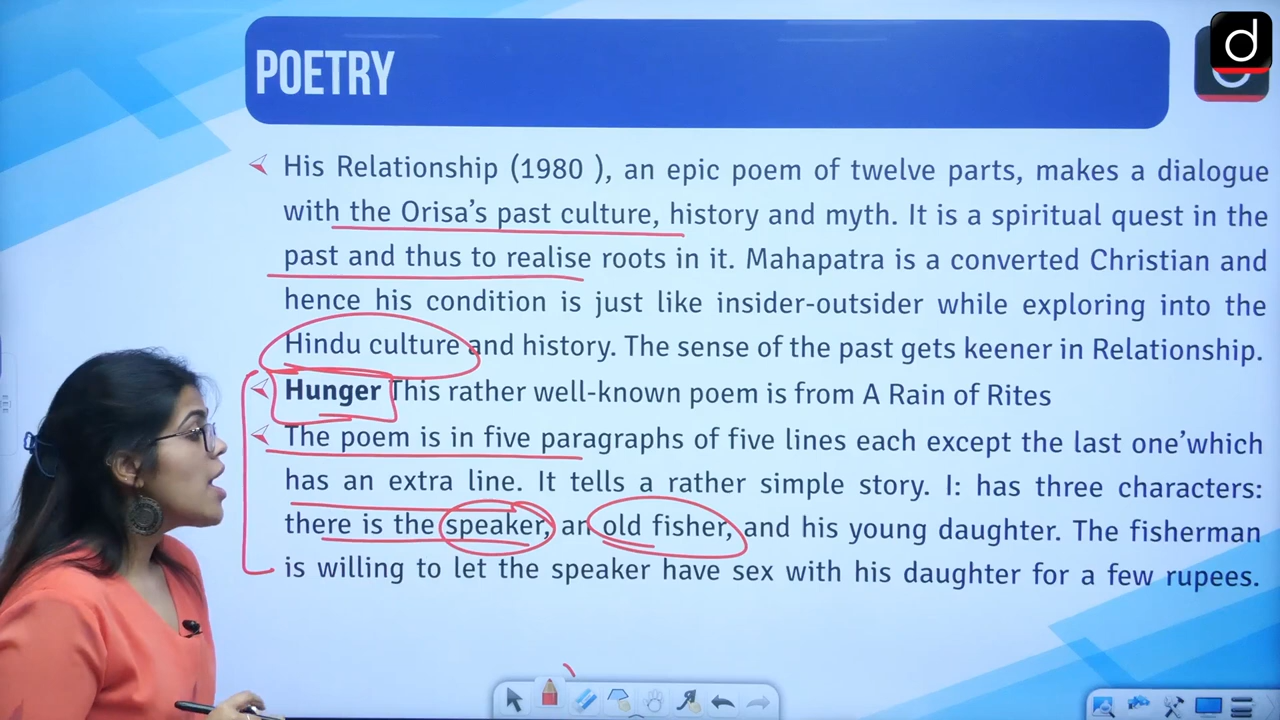 POETRY
d
His Relationship (1980 ), an epic poem of twelve parts, makes a dialogue
with the Orisa's past culture, history and myth. It is a spiritual quest in the
past and thus to realise roots in it. Mahapatra is a converted Christian and
hence his condition is just like insider-outsider while exploring into the
Hindu culture and history. The sense of the past gets keener in Relationship.
Hunger This rather well-known poem is from A Rain of Rites
The poem is in five paragraphs of five lines each except the last one'which
has an extra line. It tells a rather simple story. I: has three characters:
there is the speaker, an old fisher, and his young daughter. The fisherman
is willing to let the speaker have sex with his daughter for a few rupees.